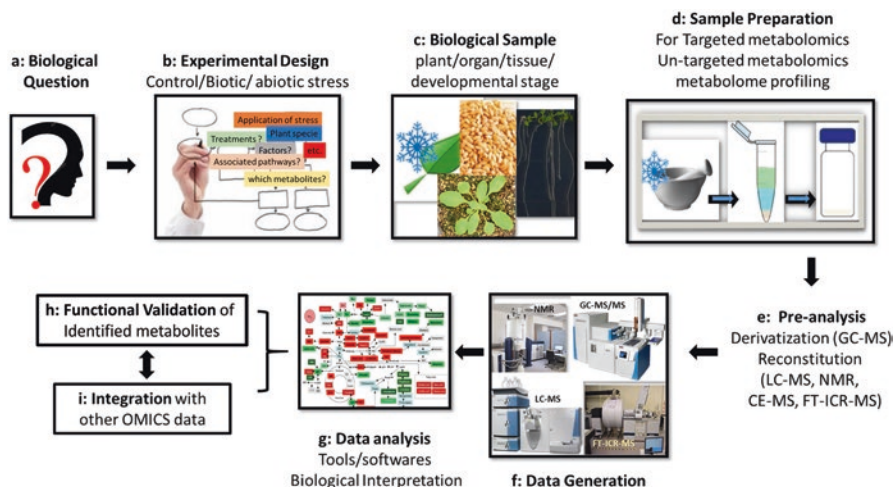 a: Biological
Question
b: Experimental Design
Control/Biotic/ abiotic stress
Application of stress
Plant specie
Treatments ?
Factors?
etc.
Associated pathways?
which metabolites?
c: Biological Sample
plant/organ/tissue/
developmental stage
d: Sample Preparation
For Targeted metabolomics
Un-targeted metabolomics
metabolome profiling
?
e: Pre-analysis
Derivatization (GC-MS)
Reconstitution
(LC-MS, NMR,
CE-MS, FT-ICR-MS)
NMR
GC-MS/MS
LC-MS
FT-ICR-MS
f: Data Generation
g: Data analysis
Tools/softwares
Biological Interpretation
h: Functional Validation of
Identified metabolites
i: Integration with
other OMICS data